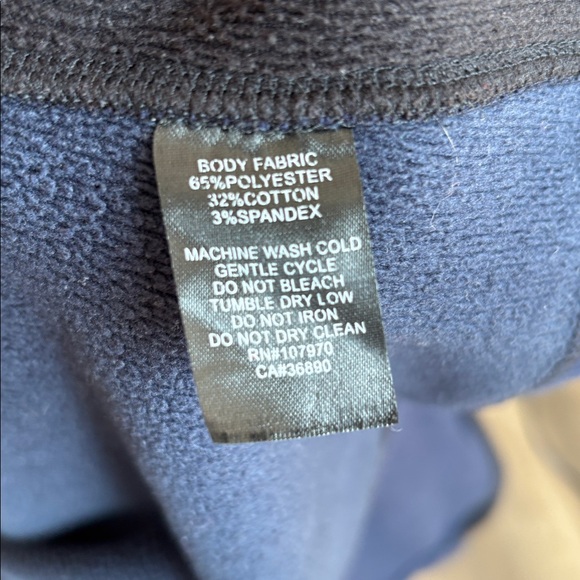 BODY FABRIC
65%POLYESTER
32%COTTON
3%SPANDEX
MACHINE WASH COLD
GENTLE CYCLE
DO NOT BLEACH
TUMBLE DRY LOW
DO NOT IRON
DO NOT DRY CLEAN
RN#107970
CA#36890